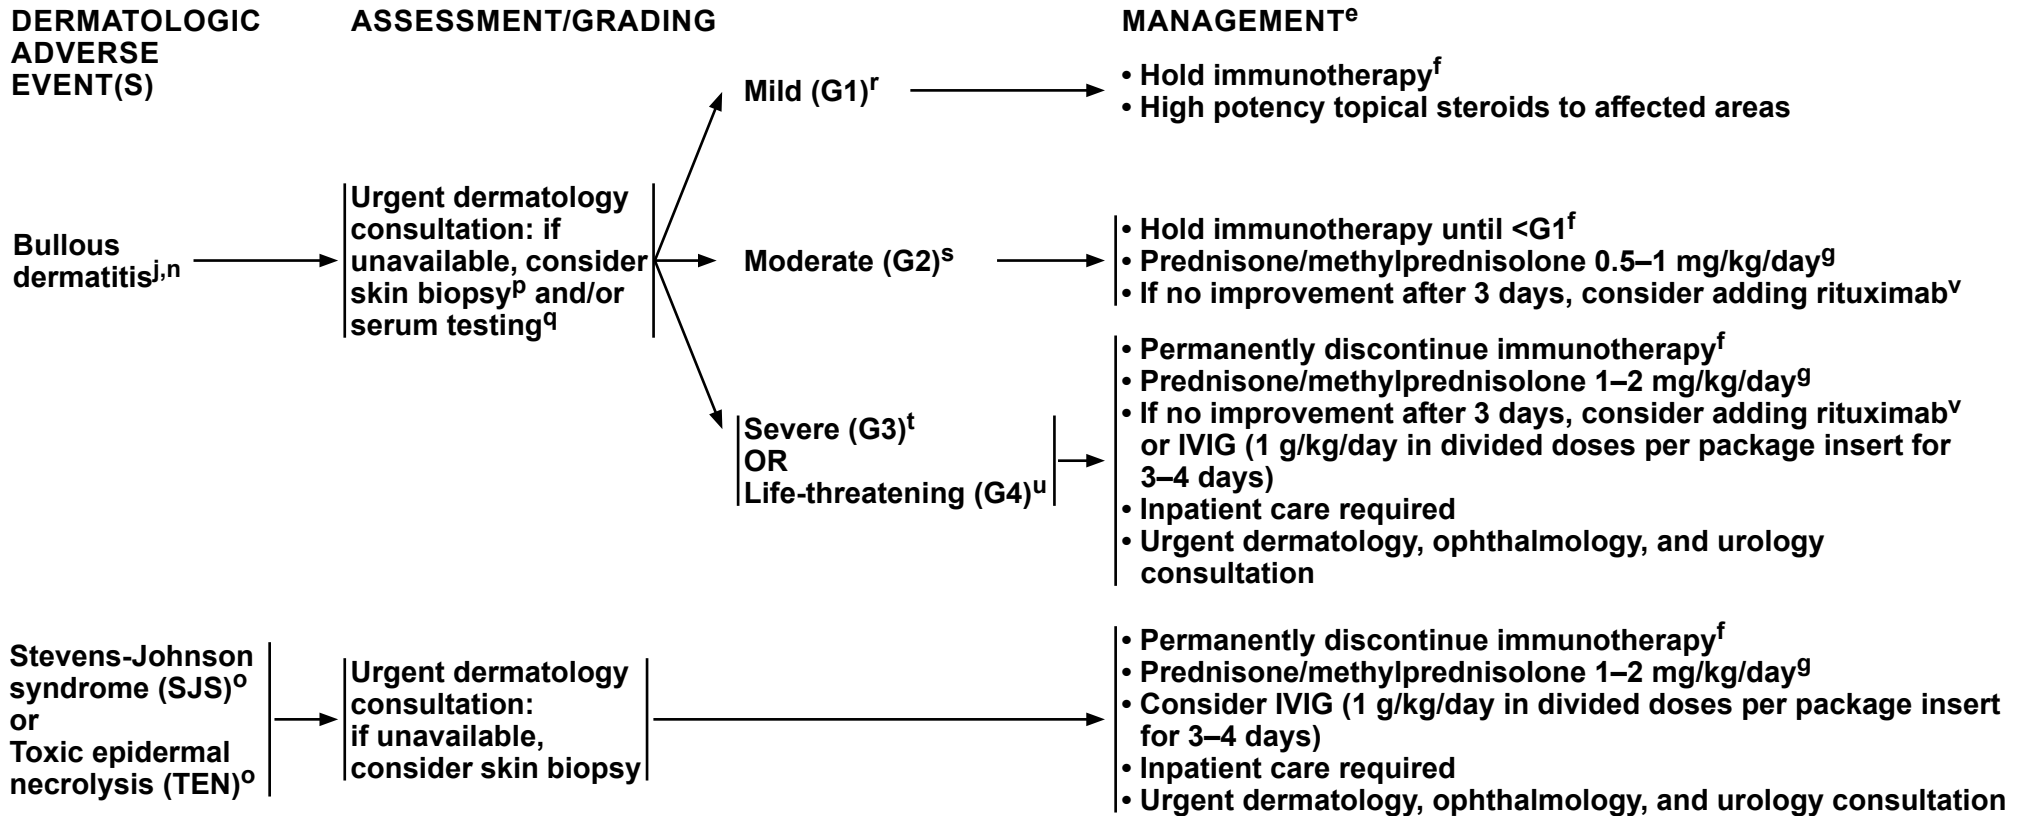 DERMATOLOGIC
ADVERSE
EVENT(S)
ASSESSMENT/GRADING
MANAGEMENTᵉ
Bullous
dermatitisʲ,ⁿ
Urgent dermatology
consultation: if
unavailable, consider
skin biopsyᵖ and/or
serum testing^q
Mild (G1)ʳ
• Hold immunotherapyᶠ
• High potency topical steroids to affected areas
Moderate (G2)ˢ
• Hold immunotherapy until <G1ᶠ
• Prednisone/methylprednisolone 0.5–1 mg/kg/dayᵍ
• If no improvement after 3 days, consider adding rituximabᵛ
Severe (G3)ᵗ
OR
Life-threatening (G4)ᵘ
• Permanently discontinue immunotherapyᶠ
• Prednisone/methylprednisolone 1–2 mg/kg/dayᵍ
• If no improvement after 3 days, consider adding rituximabᵛ
or IVIG (1 g/kg/day in divided doses per package insert for
3–4 days)
• Inpatient care required
• Urgent dermatology, ophthalmology, and urology
consultation
Stevens-Johnson
syndrome (SJS)ᵒ
or
Toxic epidermal
necrolysis (TEN)ᵒ
Urgent dermatology
consultation:
if unavailable,
consider skin biopsy
• Permanently discontinue immunotherapyᶠ
• Prednisone/methylprednisolone 1–2 mg/kg/dayᵍ
• Consider IVIG (1 g/kg/day in divided doses per package insert
for 3–4 days)
• Inpatient care required
• Urgent dermatology, ophthalmology, and urology consultation